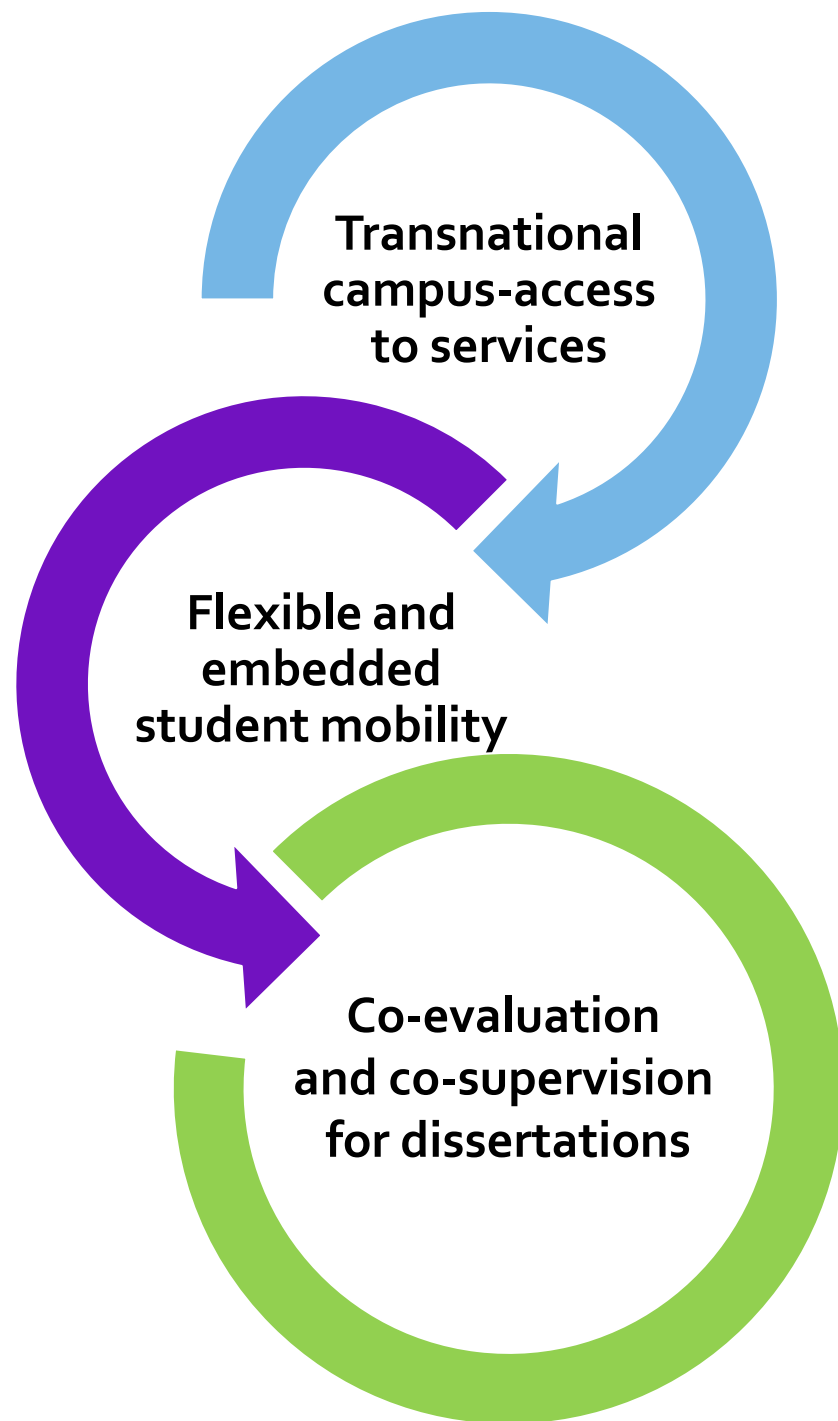 Transnational
campus-access
to services
Flexible and
embedded
student mobility
Co-evaluation
and co-supervision
for dissertations